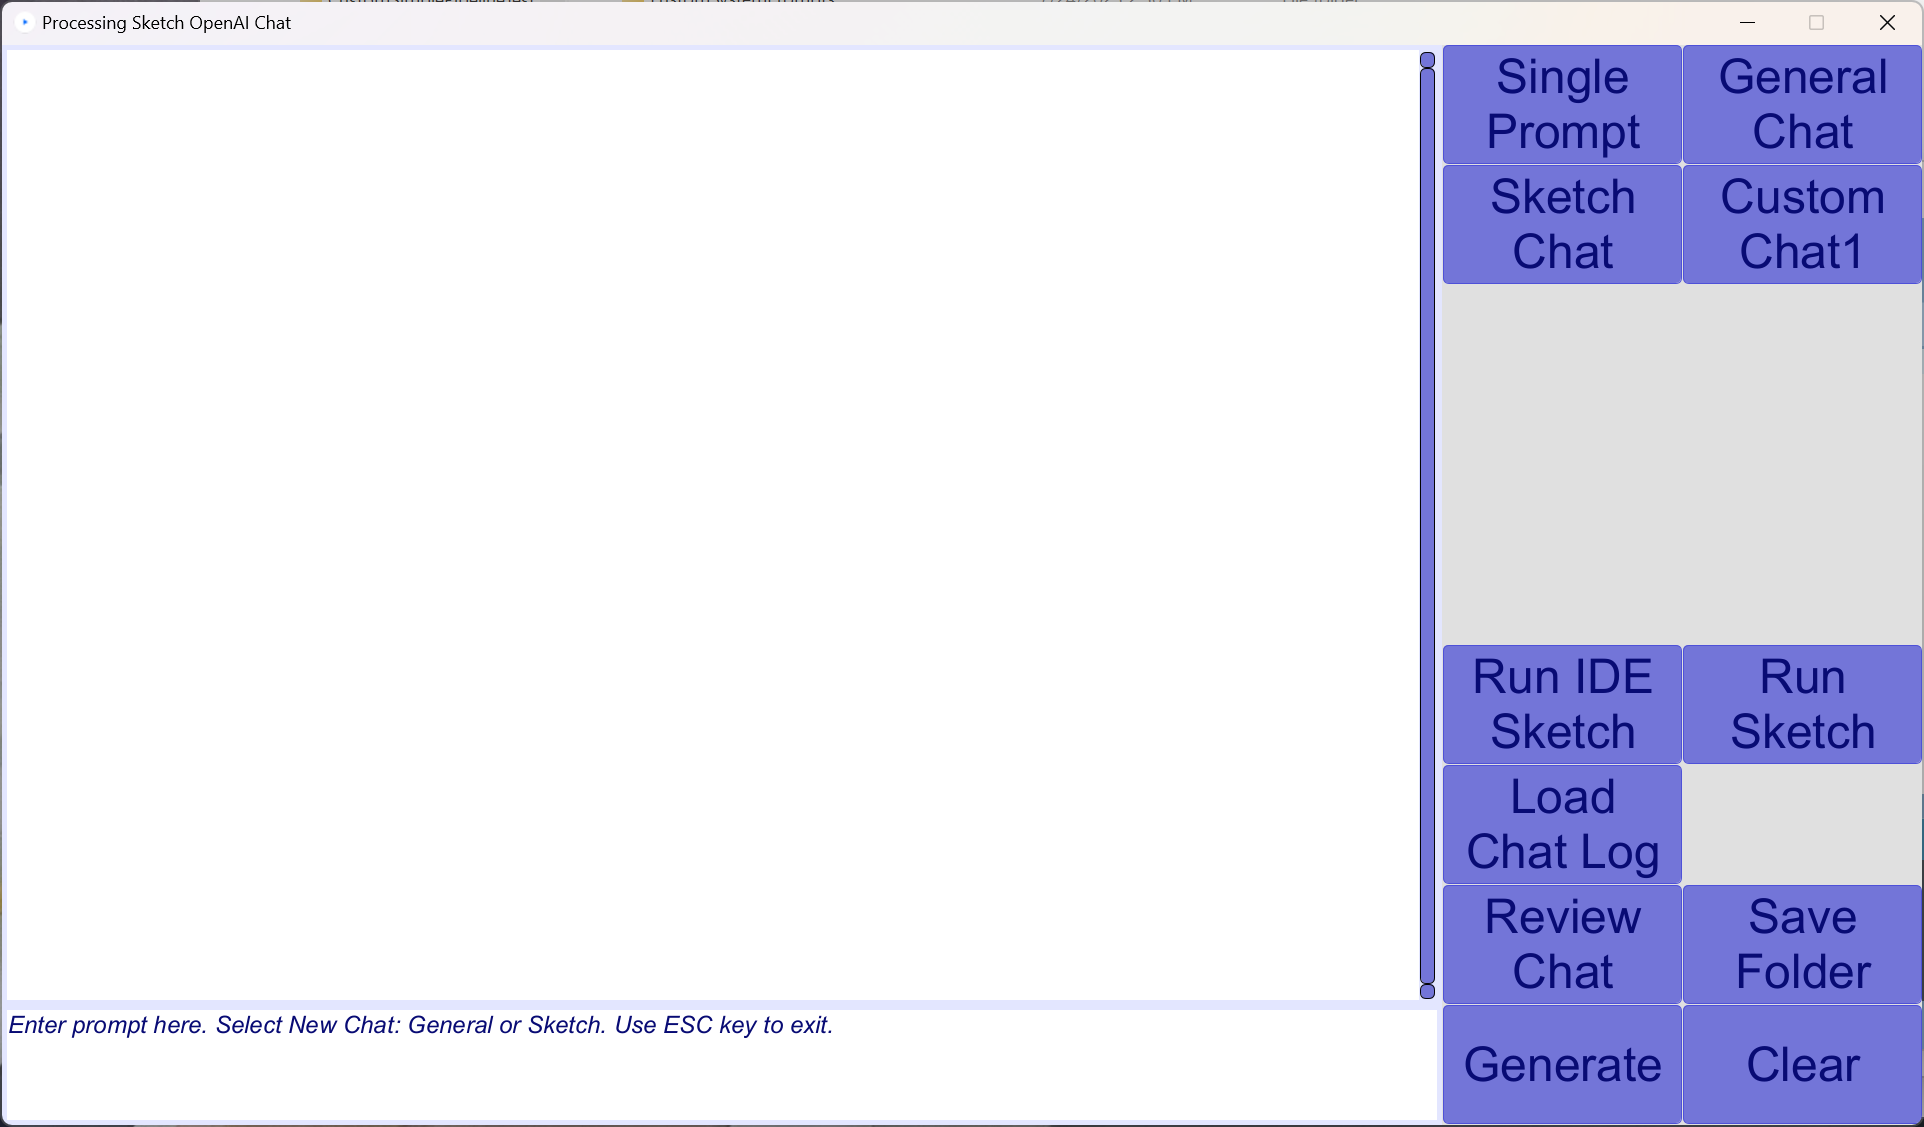 Processing Sketch OpenAI Chat
Single
Prompt
General
Chat
Sketch
Chat
Custom
Chat1
Run IDE
Sketch
Run
Sketch
Load
Chat Log
Review
Chat
Save
Folder
Enter prompt here. Select New Chat: General or Sketch. Use ESC key to exit.
Generate
Clear